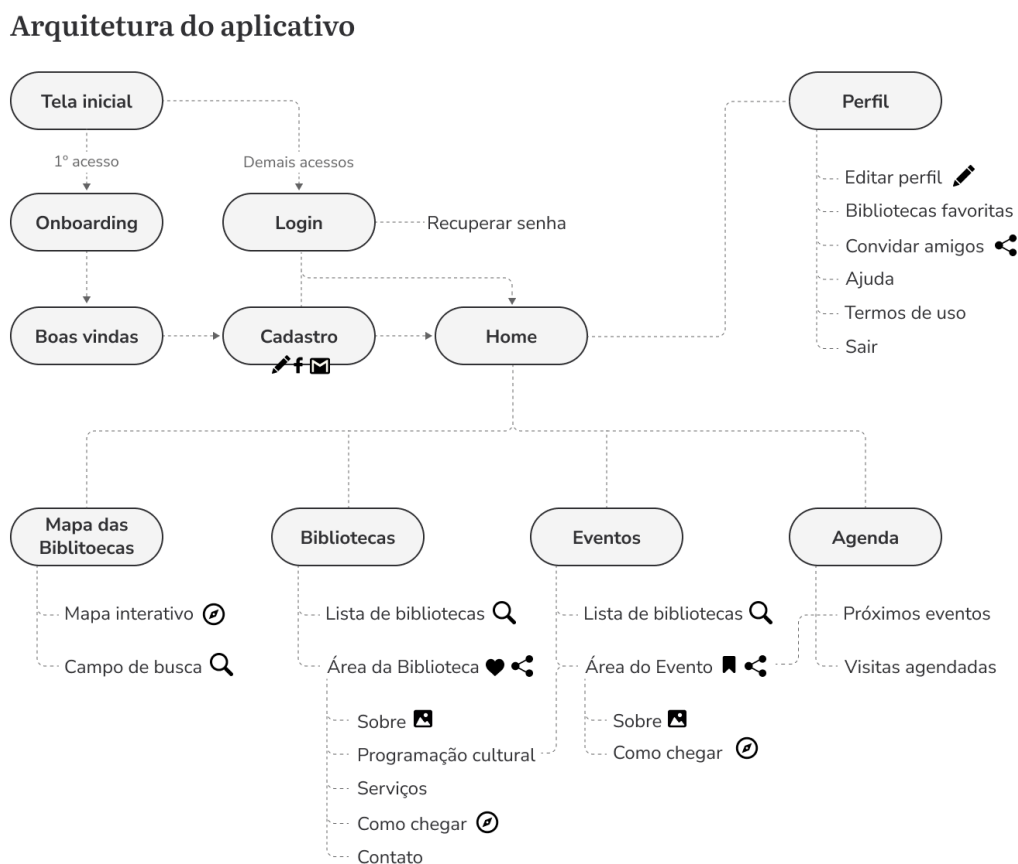 Arquitetura do aplicativo
Tela inicial
Perfil
1º acesso
Demais acessos
Editar perfil
Onboarding
Login
Recuperar senha
Bibliotecas favoritas
Convidar amigos
Ajuda
Termos de uso
Sair
Boas vindas
Cadastro
Home
Mapa das
Biblitoecas
Bibliotecas
Eventos
Agenda
Mapa interativo
Campo de busca
Lista de bibliotecas
Área da Biblioteca
Sobre
Programação cultural
Serviços
Como chegar
Contato
Lista de bibliotecas
Área do Evento
Sobre
Como chegar
Próximos eventos
Visitas agendadas